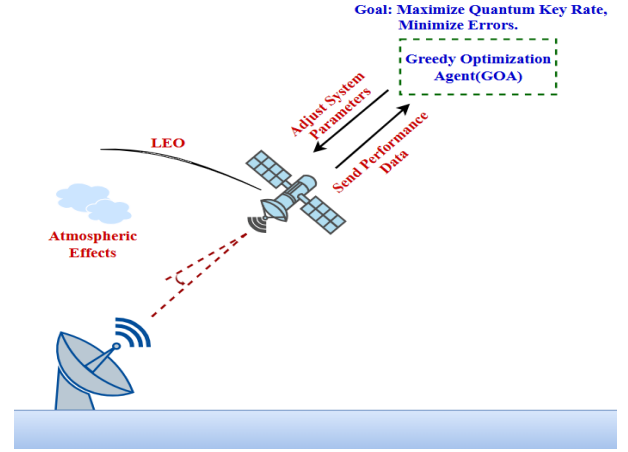 Goal: Maximize Quantum Key Rate,
Minimize Errors.
Greedy Optimization
Agent(GOA)
Adjust System
Parameters
Send Performance
Data
LEO
Atmospheric
Effects